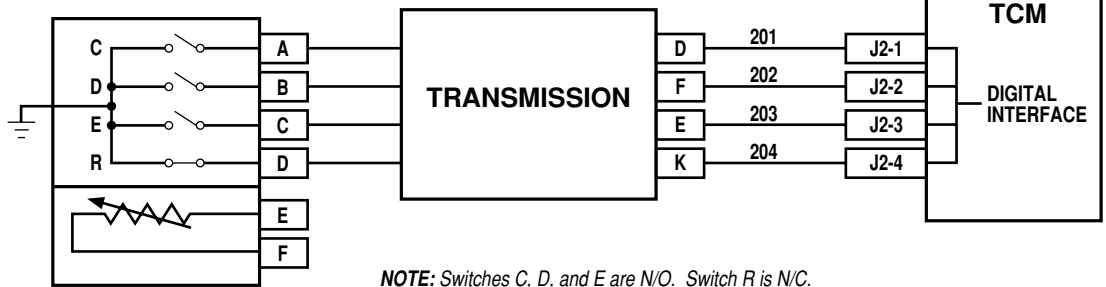 TCM
C
A
D
201
J2-1
D
B
F
202
J2-2
TRANSMISSION
DIGITAL
INTERFACE
E
C
E
203
J2-3
R
D
K
204
J2-4
E
F
NOTE: Switches C, D, and E are N/O. Switch R is N/C.